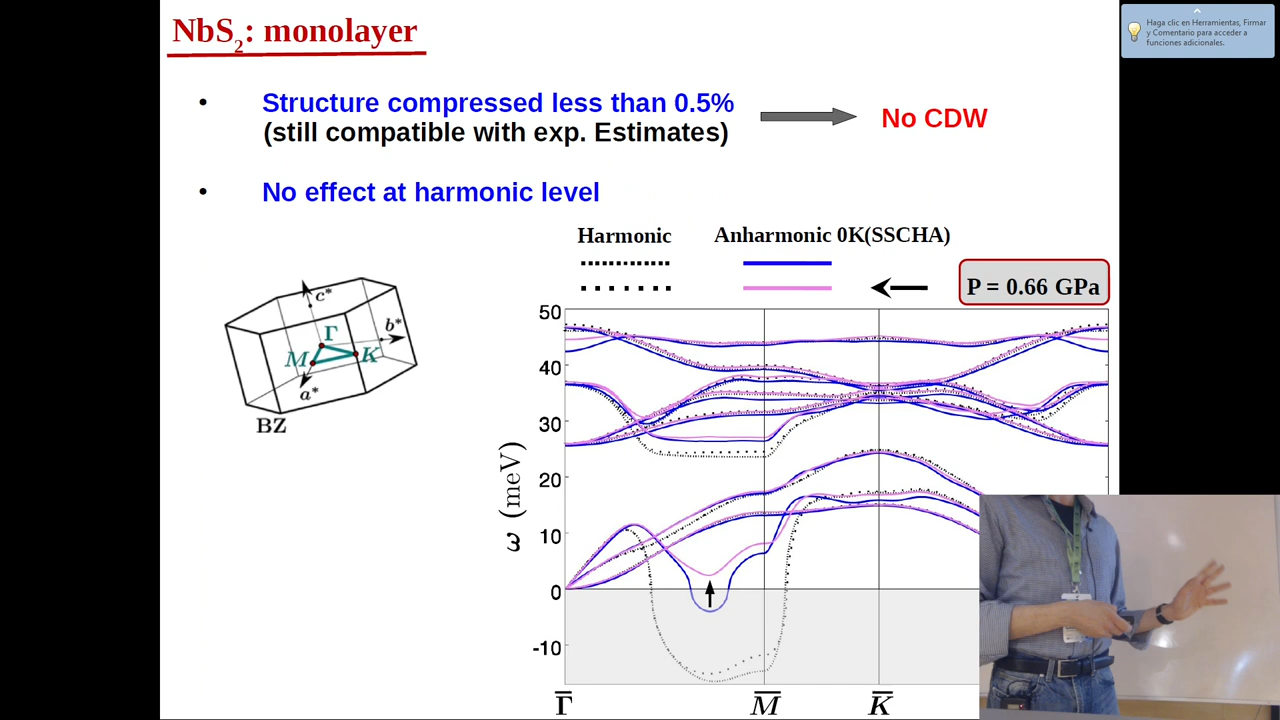 NbS2: monolayer
Haga clic en Herramientas, Firmar
y Comentario para acceder a
funciones adicionales.
• Structure compressed less than 0.5%
(still compatible with exp. Estimates)
No CDW
• No effect at harmonic level
Harmonic
Anharmonic 0K(SSCHA)
P = 0.66 GPa
c*
b*
Γ
M
K
a*
BZ
50
40
30
20
10
0
-10
ω (meV)
Γ̅
M̅
K̅